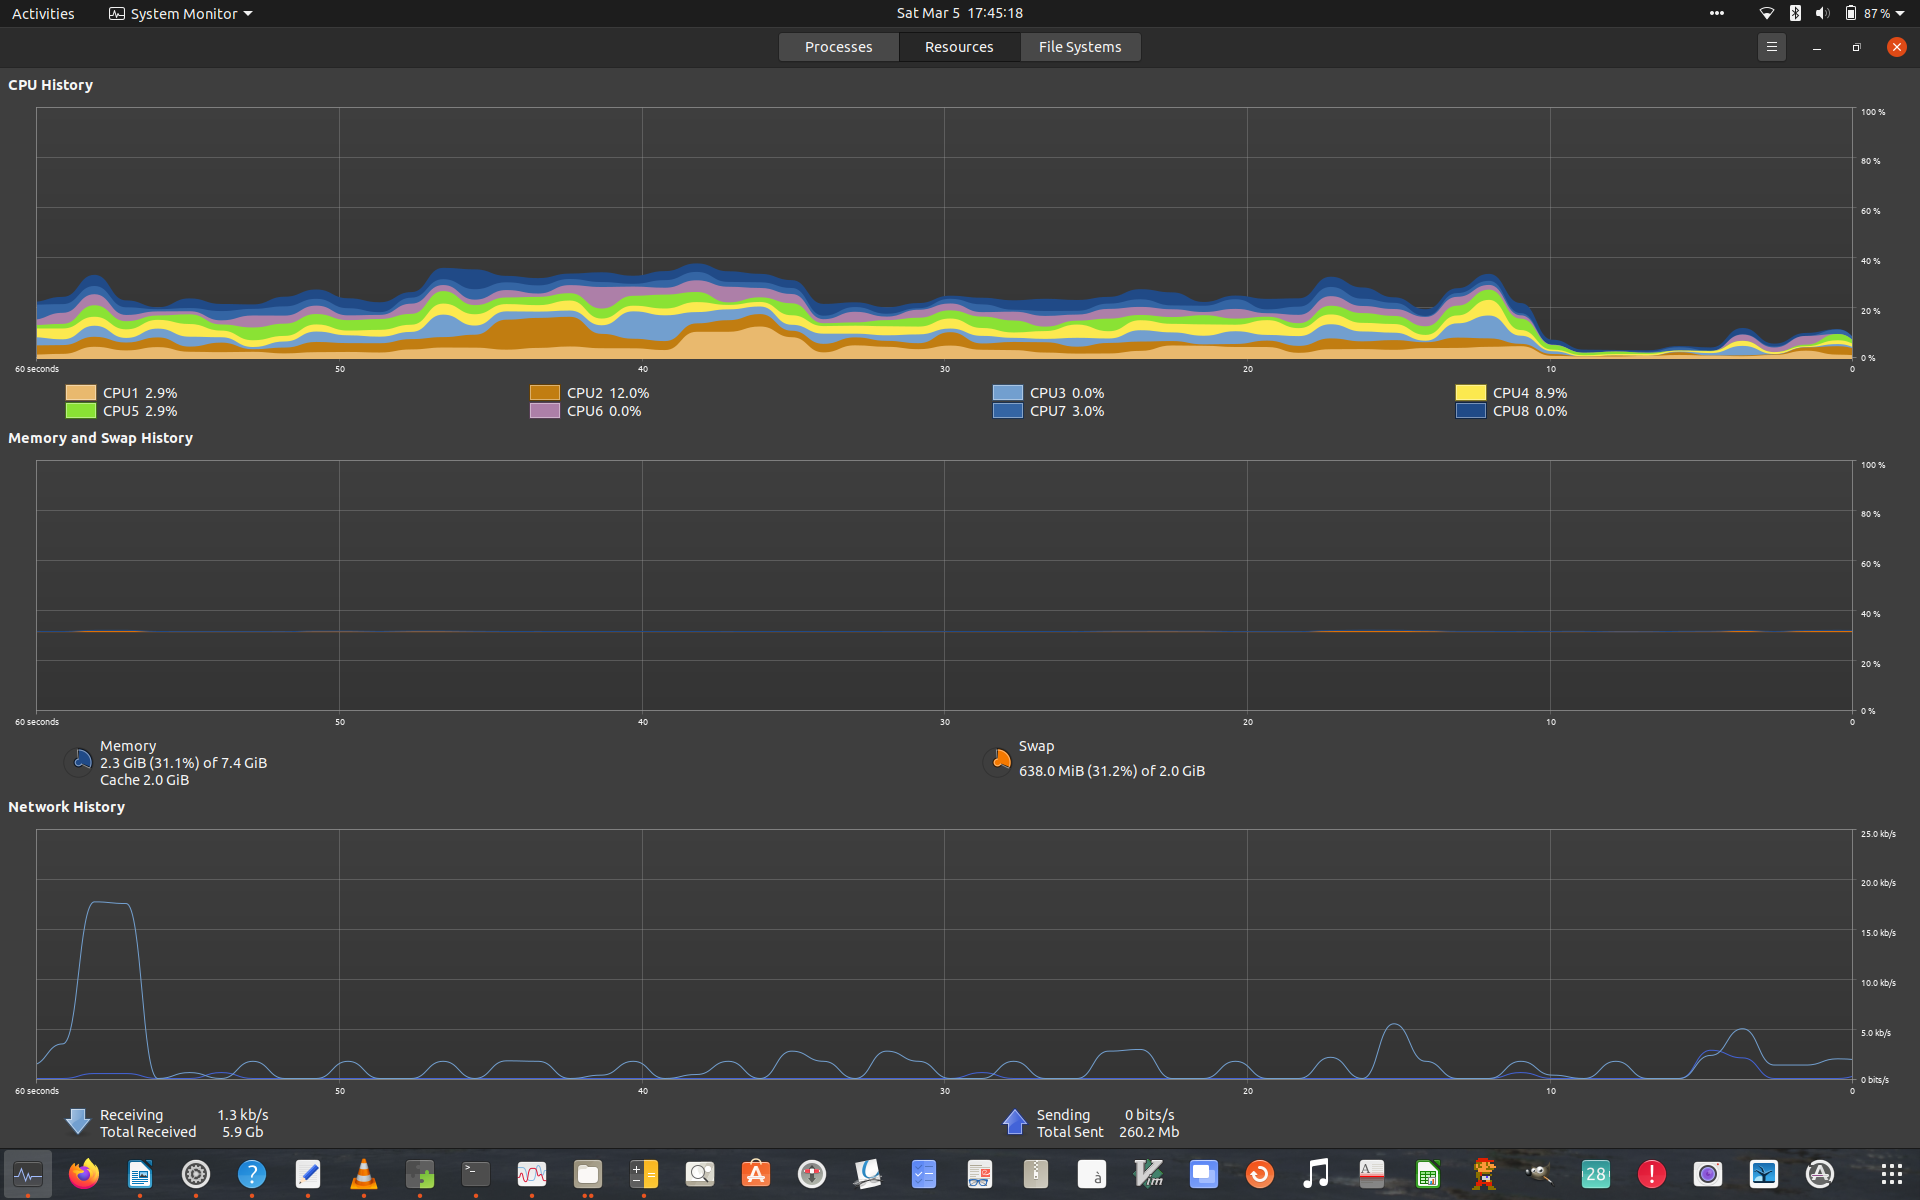 Activities System Monitor Sat Mar 5 17:45:18 87 %
Processes Resources File Systems
CPU History
100 %
80 %
60 %
40 %
20 %
0 %
60 seconds 50 40 30 20 10 0
CPU1 2.9% CPU2 12.0% CPU3 0.0% CPU4 8.9%
CPU5 2.9% CPU6 0.0% CPU7 3.0% CPU8 0.0%
Memory and Swap History
100 %
80 %
60 %
40 %
20 %
0 %
60 seconds 50 40 30 20 10 0
Memory
2.3 GiB (31.1%) of 7.4 GiB
Cache 2.0 GiB
Swap
638.0 MiB (31.2%) of 2.0 GiB
Network History
25.0 kb/s
20.0 kb/s
15.0 kb/s
10.0 kb/s
5.0 kb/s
0 bits/s
60 seconds 50 40 30 20 10 0
Receiving 1.3 kb/s
Total Received 5.9 Gb
Sending 0 bits/s
Total Sent 260.2 Mb
? >_ à Vim A 28 !